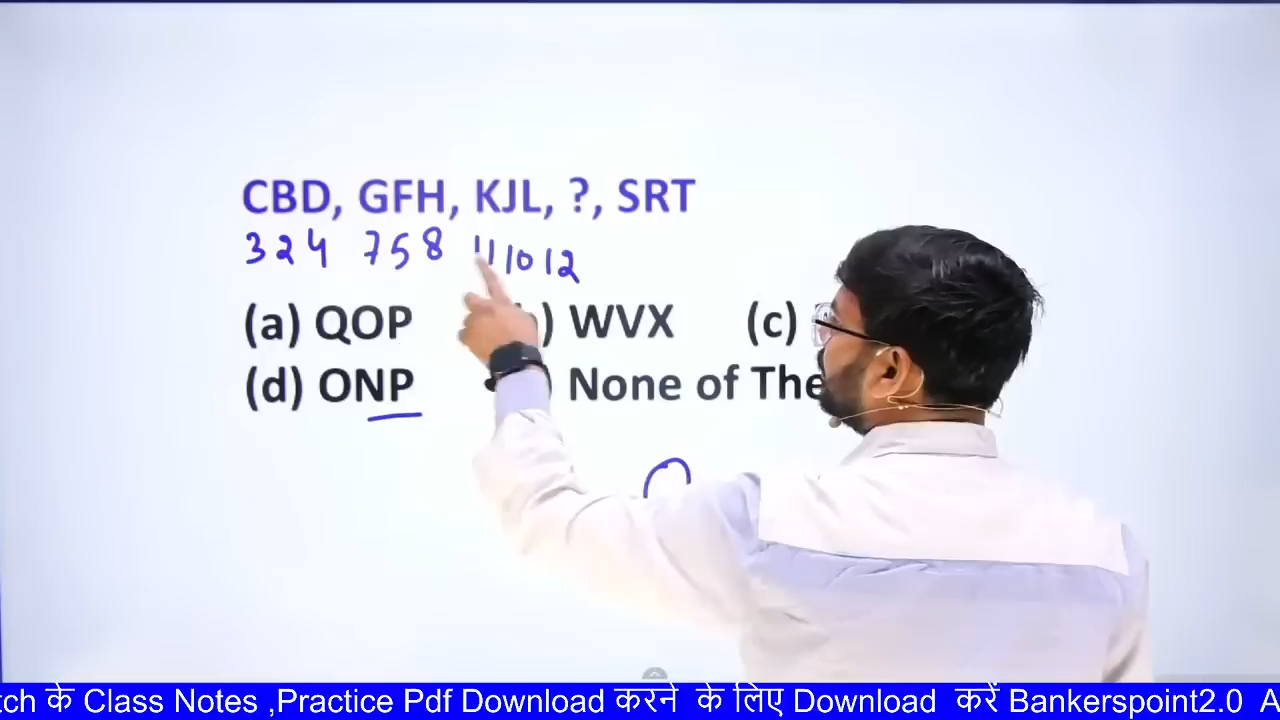 CBD, GFH, KJL, ?, SRT
3 2 4 7 5 8 11 10 12
(a) QOP ) WVX (c)
(d) ONP None of The
के Class Notes ,Practice Pdf Download करने के लिए Download करें Bankerspoint2.0